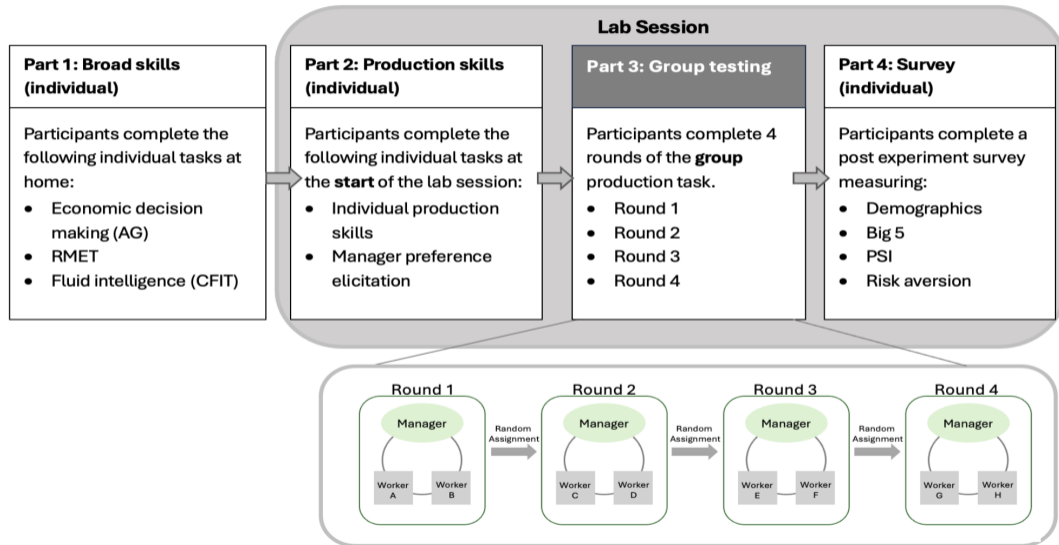 Lab Session
Part 1: Broad skills
(individual)
Participants complete the
following individual tasks at
home:
• Economic decision
making (AG)
• RMET
• Fluid intelligence (CFIT)
Part 2: Production skills
(individual)
Participants complete the
following individual tasks at
the start of the lab session:
• Individual production
skills
• Manager preference
elicitation
Part 3: Group testing
Participants complete 4
rounds of the group
production task.
• Round 1
• Round 2
• Round 3
• Round 4
Part 4: Survey
(individual)
Participants complete a
post experiment survey
measuring:
• Demographics
• Big 5
• PSI
• Risk aversion
Round 1
Manager
Worker
A
Worker
B
Random
Assignment
Round 2
Manager
Worker
C
Worker
D
Random
Assignment
Round 3
Manager
Worker
E
Worker
F
Random
Assignment
Round 4
Manager
Worker
G
Worker
H